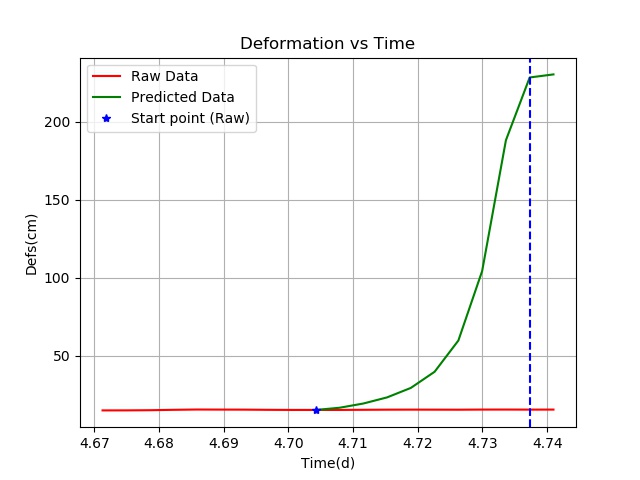 Deformation vs Time
Raw Data
Predicted Data
Start point (Raw)
200
150
100
50
Defs(cm)
4.67 4.68 4.69 4.70 4.71 4.72 4.73 4.74
Time(d)